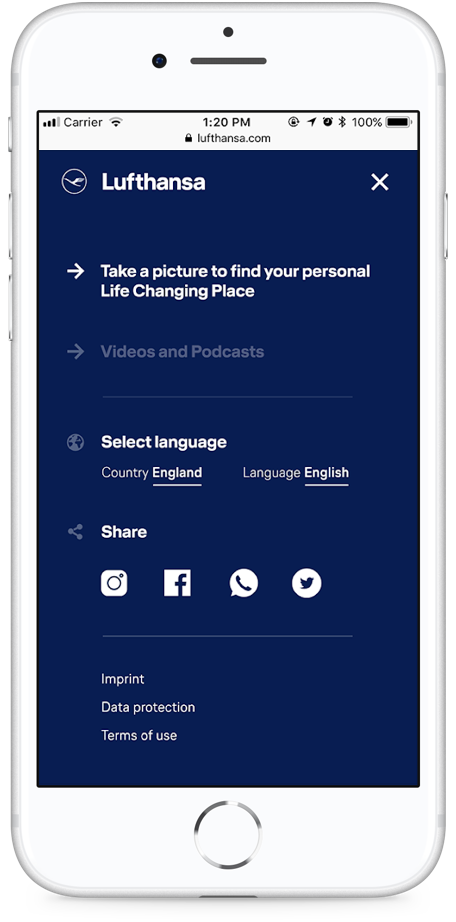 Carrier 1:20 PM 100%
lufthansa.com
Lufthansa
Take a picture to find your personal
Life Changing Place
Videos and Podcasts
Select language
Country England Language English
Share
Imprint
Data protection
Terms of use